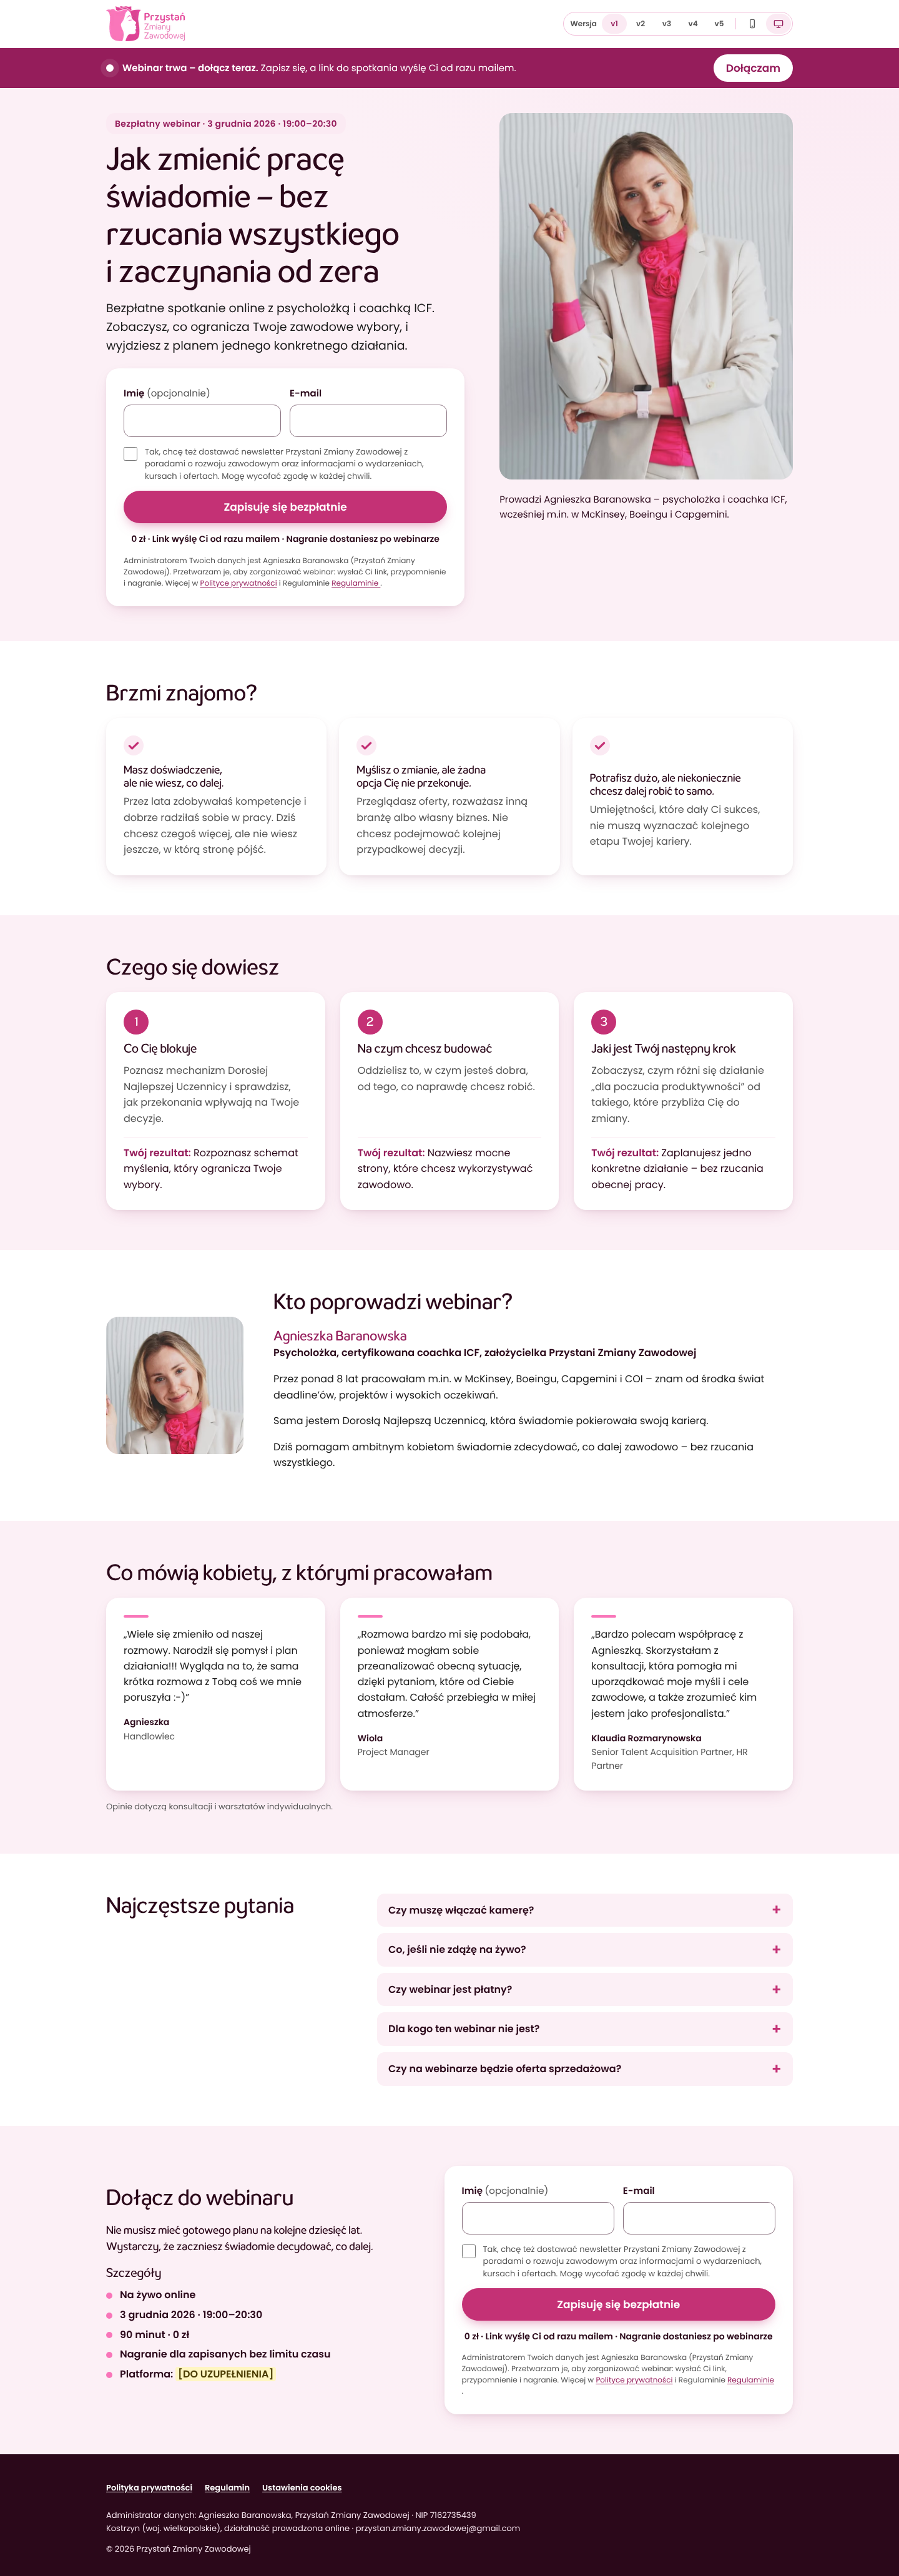 Przystań
Zmiany
Zawodowej
Wersja v1 v2 v3 v4 v5
Webinar trwa – dołącz teraz. Zapisz się, a link do spotkania wyślę Ci od razu mailem.
Dołączam
Bezpłatny webinar · 3 grudnia 2026 · 19:00–20:30
Jak zmienić pracę
świadomie – bez
rzucania wszystkiego
i zaczynania od zera
Bezpłatne spotkanie online z psycholożką i coachką ICF.
Zobaczysz, co ogranicza Twoje zawodowe wybory, i
wyjdziesz z planem jednego konkretnego działania.
Imię (opcjonalnie)
E-mail
Tak, chcę też dostawać newsletter Przystani Zmiany Zawodowej z
poradami o rozwoju zawodowym oraz informacjami o wydarzeniach,
kursach i ofertach. Mogę wycofać zgodę w każdej chwili.
Zapisuję się bezpłatnie
0 zł · Link wyślę Ci od razu mailem · Nagranie dostaniesz po webinarze
Administratorem Twoich danych jest Agnieszka Baranowska (Przystań Zmiany
Zawodowej). Przetwarzam je, aby zorganizować webinar: wysłać Ci link, przypomnienie
i nagranie. Więcej w Polityce prywatności i Regulaminie Regulaminie .
Prowadzi Agnieszka Baranowska – psycholożka i coachka ICF,
wcześniej m.in. w McKinsey, Boeingu i Capgemini.
Brzmi znajomo?
Masz doświadczenie,
ale nie wiesz, co dalej.
Przez lata zdobywałaś kompetencje i
dobrze radziłaś sobie w pracy. Dziś
chcesz czegoś więcej, ale nie wiesz
jeszcze, w którą stronę pójść.
Myślisz o zmianie, ale żadna
opcja Cię nie przekonuje.
Przeglądasz oferty, rozważasz inną
branżę albo własny biznes. Nie
chcesz podejmować kolejnej
przypadkowej decyzji.
Potrafisz dużo, ale niekoniecznie
chcesz dalej robić to samo.
Umiejętności, które dały Ci sukces,
nie muszą wyznaczać kolejnego
etapu Twojej kariery.
Czego się dowiesz
1
Co Cię blokuje
Poznasz mechanizm Dorosłej
Najlepszej Uczennicy i sprawdzisz,
jak przekonania wpływają na Twoje
decyzje.
Twój rezultat: Rozpoznasz schemat
myślenia, który ogranicza Twoje
wybory.
2
Na czym chcesz budować
Oddzielisz to, w czym jesteś dobra,
od tego, co naprawdę chcesz robić.
Twój rezultat: Nazwiesz mocne
strony, które chcesz wykorzystywać
zawodowo.
3
Jaki jest Twój następny krok
Zobaczysz, czym różni się działanie
„dla poczucia produktywności” od
takiego, które przybliża Cię do
zmiany.
Twój rezultat: Zaplanujesz jedno
konkretne działanie – bez rzucania
obecnej pracy.
Kto poprowadzi webinar?
Agnieszka Baranowska
Psycholożka, certyfikowana coachka ICF, założycielka Przystani Zmiany Zawodowej
Przez ponad 8 lat pracowałam m.in. w McKinsey, Boeingu, Capgemini i COI – znam od środka świat
deadline’ów, projektów i wysokich oczekiwań.
Sama jestem Dorosłą Najlepszą Uczennicą, która świadomie pokierowała swoją karierą.
Dziś pomagam ambitnym kobietom świadomie zdecydować, co dalej zawodowo – bez rzucania
wszystkiego.
Co mówią kobiety, z którymi pracowałam
„Wiele się zmieniło od naszej
rozmowy. Narodził się pomysł i plan
działania!!! Wygląda na to, że sama
krótka rozmowa z Tobą coś we mnie
poruszyła :-)”
Agnieszka
Handlowiec
„Rozmowa bardzo mi się podobała,
ponieważ mogłam sobie
przeanalizować obecną sytuację,
dzięki pytaniom, które od Ciebie
dostałam. Całość przebiegła w miłej
atmosferze.”
Wiola
Project Manager
„Bardzo polecam współpracę z
Agnieszką. Skorzystałam z
konsultacji, która pomogła mi
uporządkować moje myśli i cele
zawodowe, a także zrozumieć kim
jestem jako profesjonalista.”
Klaudia Rozmarynowska
Senior Talent Acquisition Partner, HR
Partner
Opinie dotyczą konsultacji i warsztatów indywidualnych.
Najczęstsze pytania
Czy muszę włączać kamerę? +
Co, jeśli nie zdążę na żywo? +
Czy webinar jest płatny? +
Dla kogo ten webinar nie jest? +
Czy na webinarze będzie oferta sprzedażowa? +
Dołącz do webinaru
Nie musisz mieć gotowego planu na kolejne dziesięć lat.
Wystarczy, że zaczniesz świadomie decydować, co dalej.
Szczegóły
Na żywo online
3 grudnia 2026 · 19:00–20:30
90 minut · 0 zł
Nagranie dla zapisanych bez limitu czasu
Platforma: [DO UZUPEŁNIENIA]
Imię (opcjonalnie)
E-mail
Tak, chcę też dostawać newsletter Przystani Zmiany Zawodowej z
poradami o rozwoju zawodowym oraz informacjami o wydarzeniach,
kursach i ofertach. Mogę wycofać zgodę w każdej chwili.
Zapisuję się bezpłatnie
0 zł · Link wyślę Ci od razu mailem · Nagranie dostaniesz po webinarze
Administratorem Twoich danych jest Agnieszka Baranowska (Przystań Zmiany
Zawodowej). Przetwarzam je, aby zorganizować webinar: wysłać Ci link,
przypomnienie i nagranie. Więcej w Polityce prywatności i Regulaminie Regulaminie
.
Polityka prywatności Regulamin Ustawienia cookies
Administrator danych: Agnieszka Baranowska, Przystań Zmiany Zawodowej · NIP 7162735439
Kostrzyn (woj. wielkopolskie), działalność prowadzona online · przystan.zmiany.zawodowej@gmail.com
© 2026 Przystań Zmiany Zawodowej